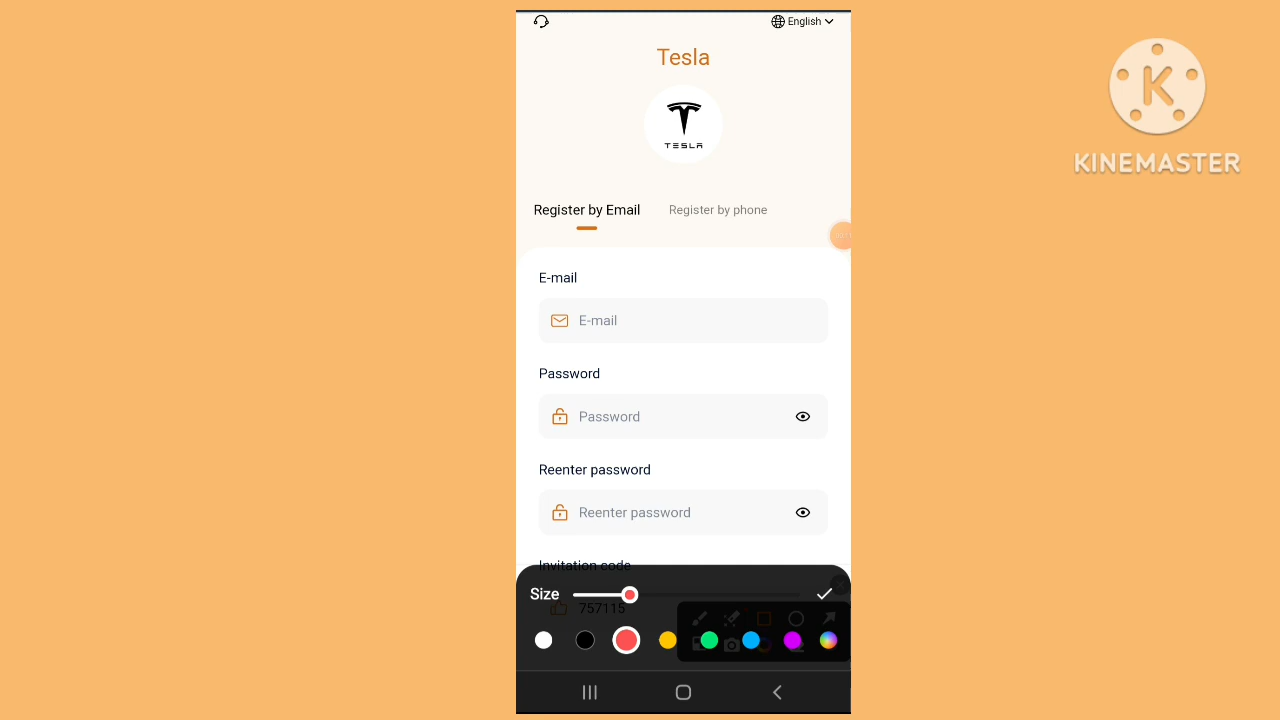 English
Tesla
TESLA
KINEMASTER
Register by Email
Register by phone
E-mail
E-mail
Password
Password
Reenter password
Reenter password
Invitation code
Size
757115